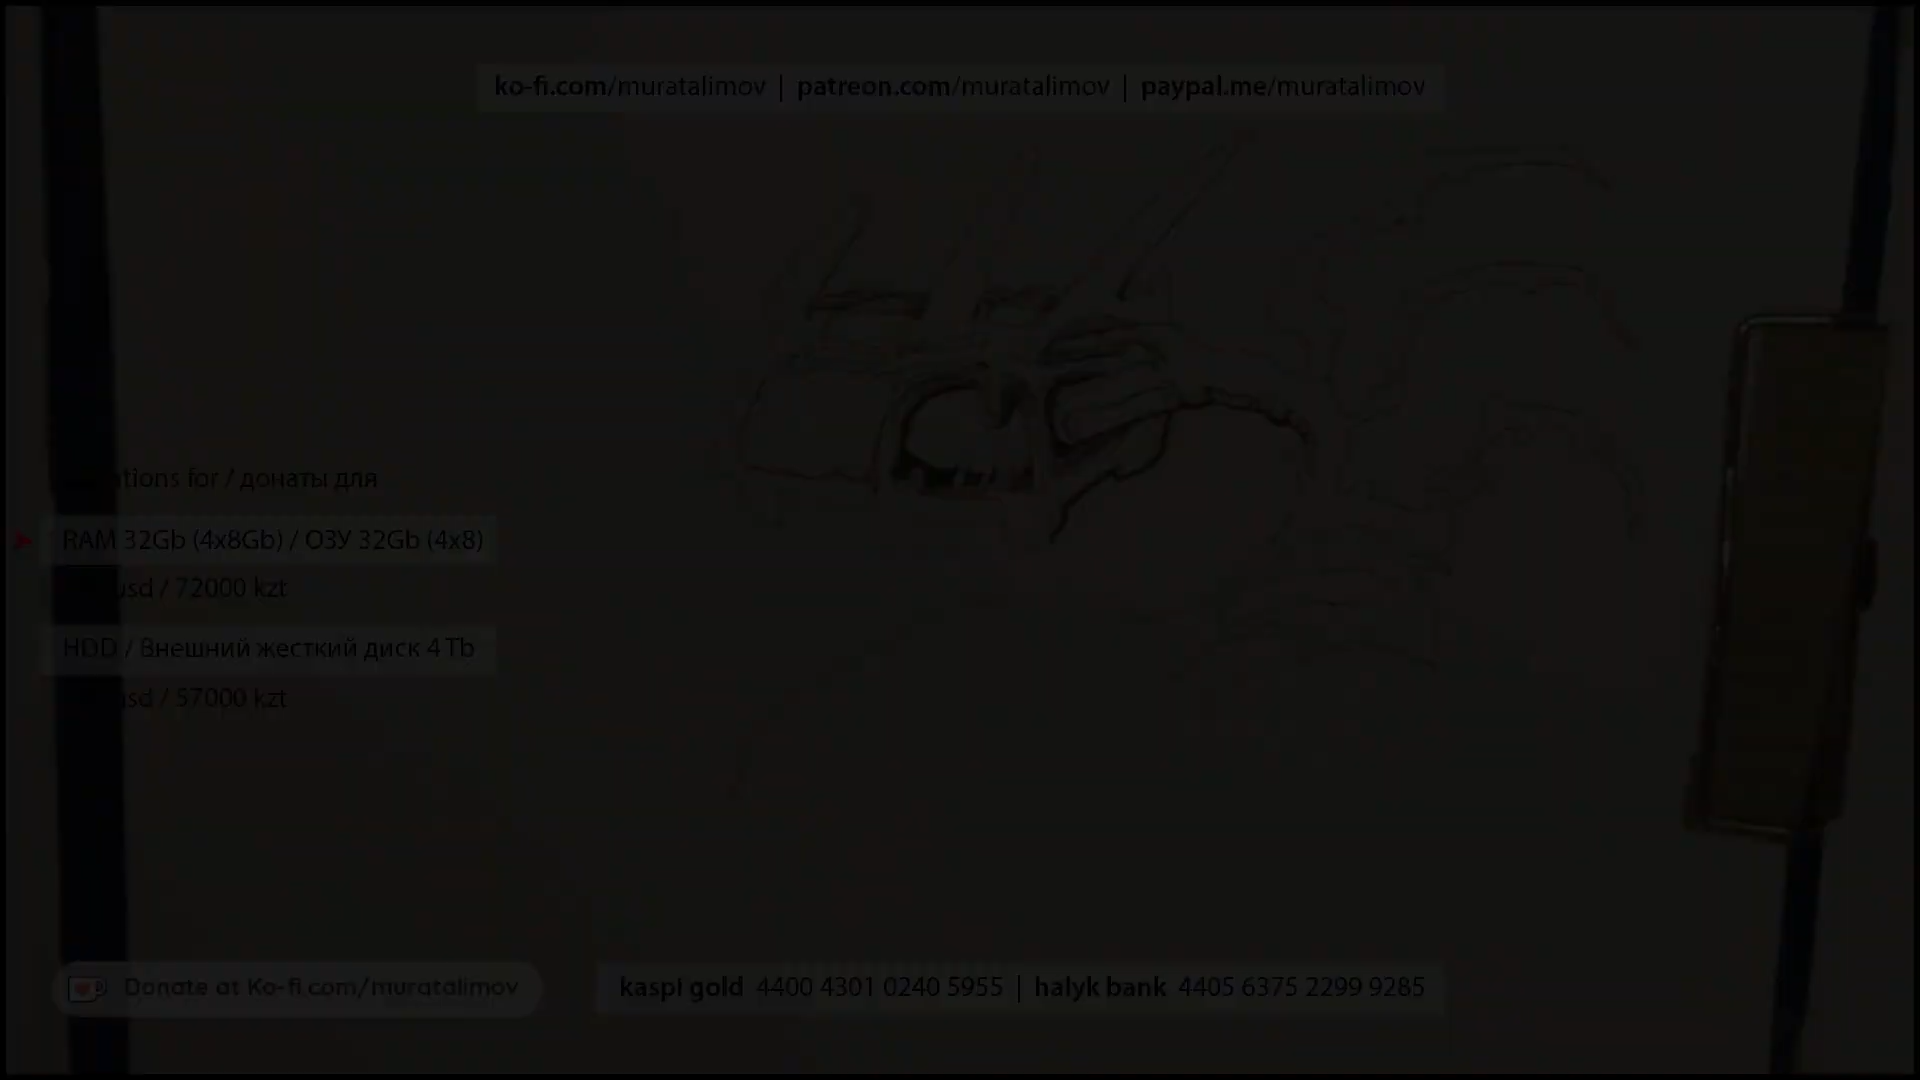 ko-fi.com/muratalimov | patreon.com/muratalimov | paypal.me/muratalimov
for / донаты для
RAM 32Gb (4x8Gb) / ОЗУ 32Gb (4x8)
usd / 72000 kzt
HDD / Внешний жесткий диск 4 Tb
usd / 57000 kzt
Donate at Ko-fi.com/muratalimov
kaspi gold 4400 4301 0240 5955 | halyk bank 4405 6375 2299 9285